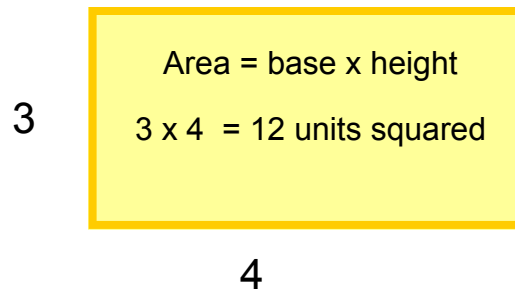 Area = base x height
3
3 x 4  = 12 units squared
4